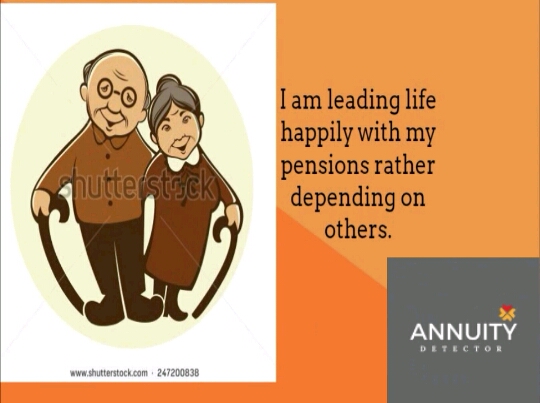 shutterstock
I am leading life
happily with my
pensions rather
depending on
others.
ANNUITY
DETECTOR
www.shutterstock.com · 247200838